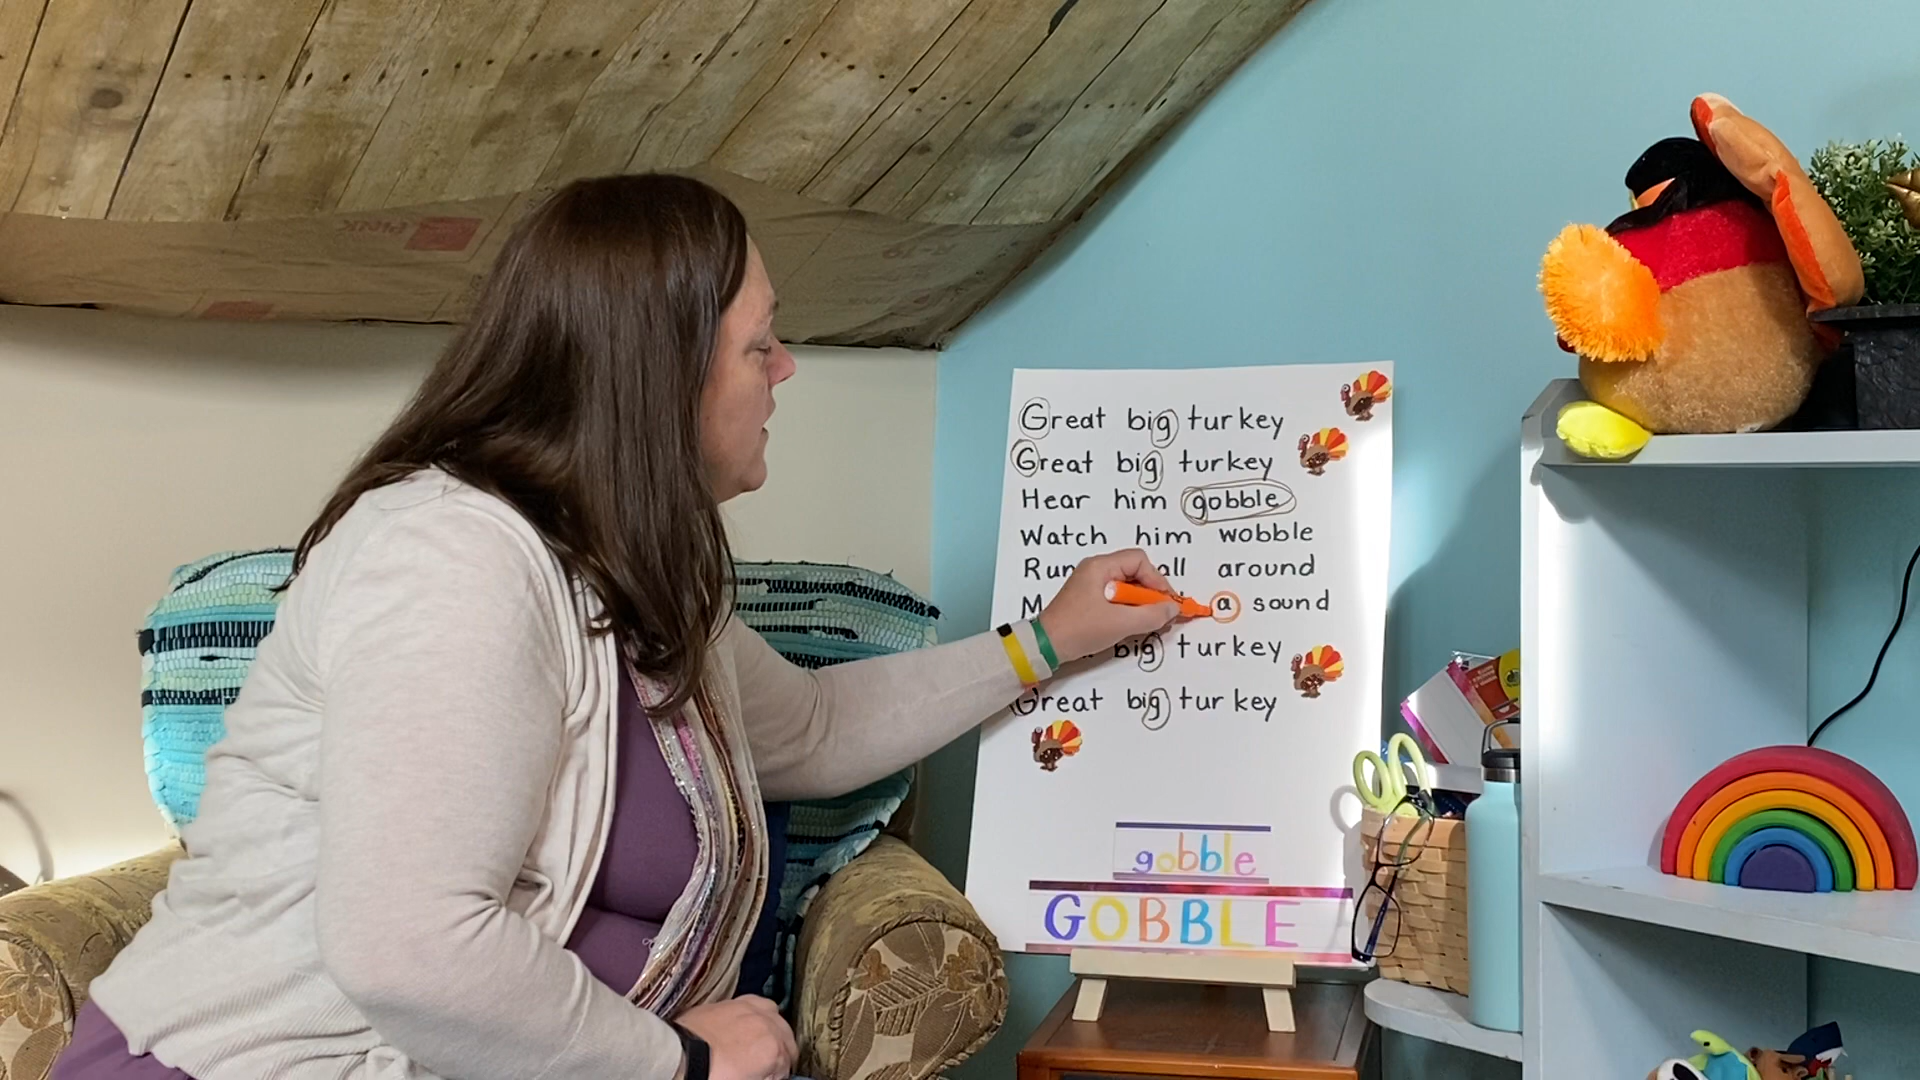 Great big turkey
Great big turkey
Hear him gobble
Watch him wobble
all around
a sound
big turkey
Great big turkey
gobble
GOBBLE